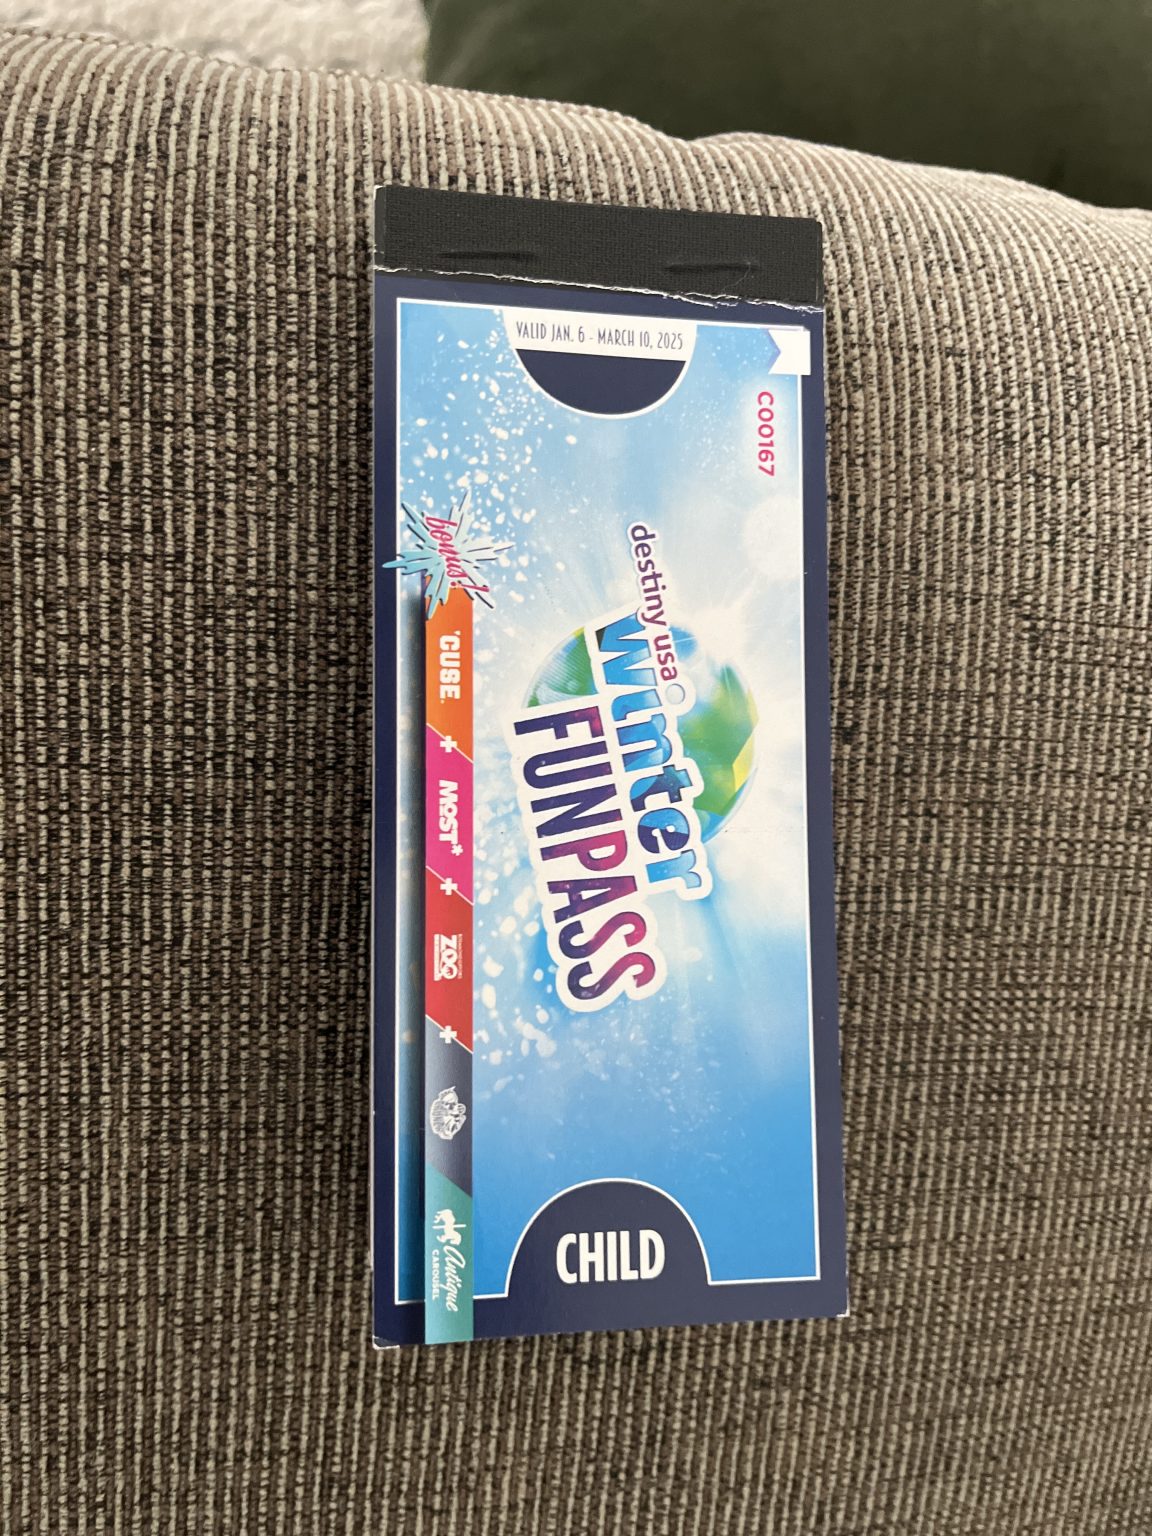 VALID JAN. 6 - MARCH 10, 2025
C00167
destiny usa
winter
FUNPASS
bonus!
'CUSE + MOST* + ZOO +
Antique
CAROUSEL
CHILD